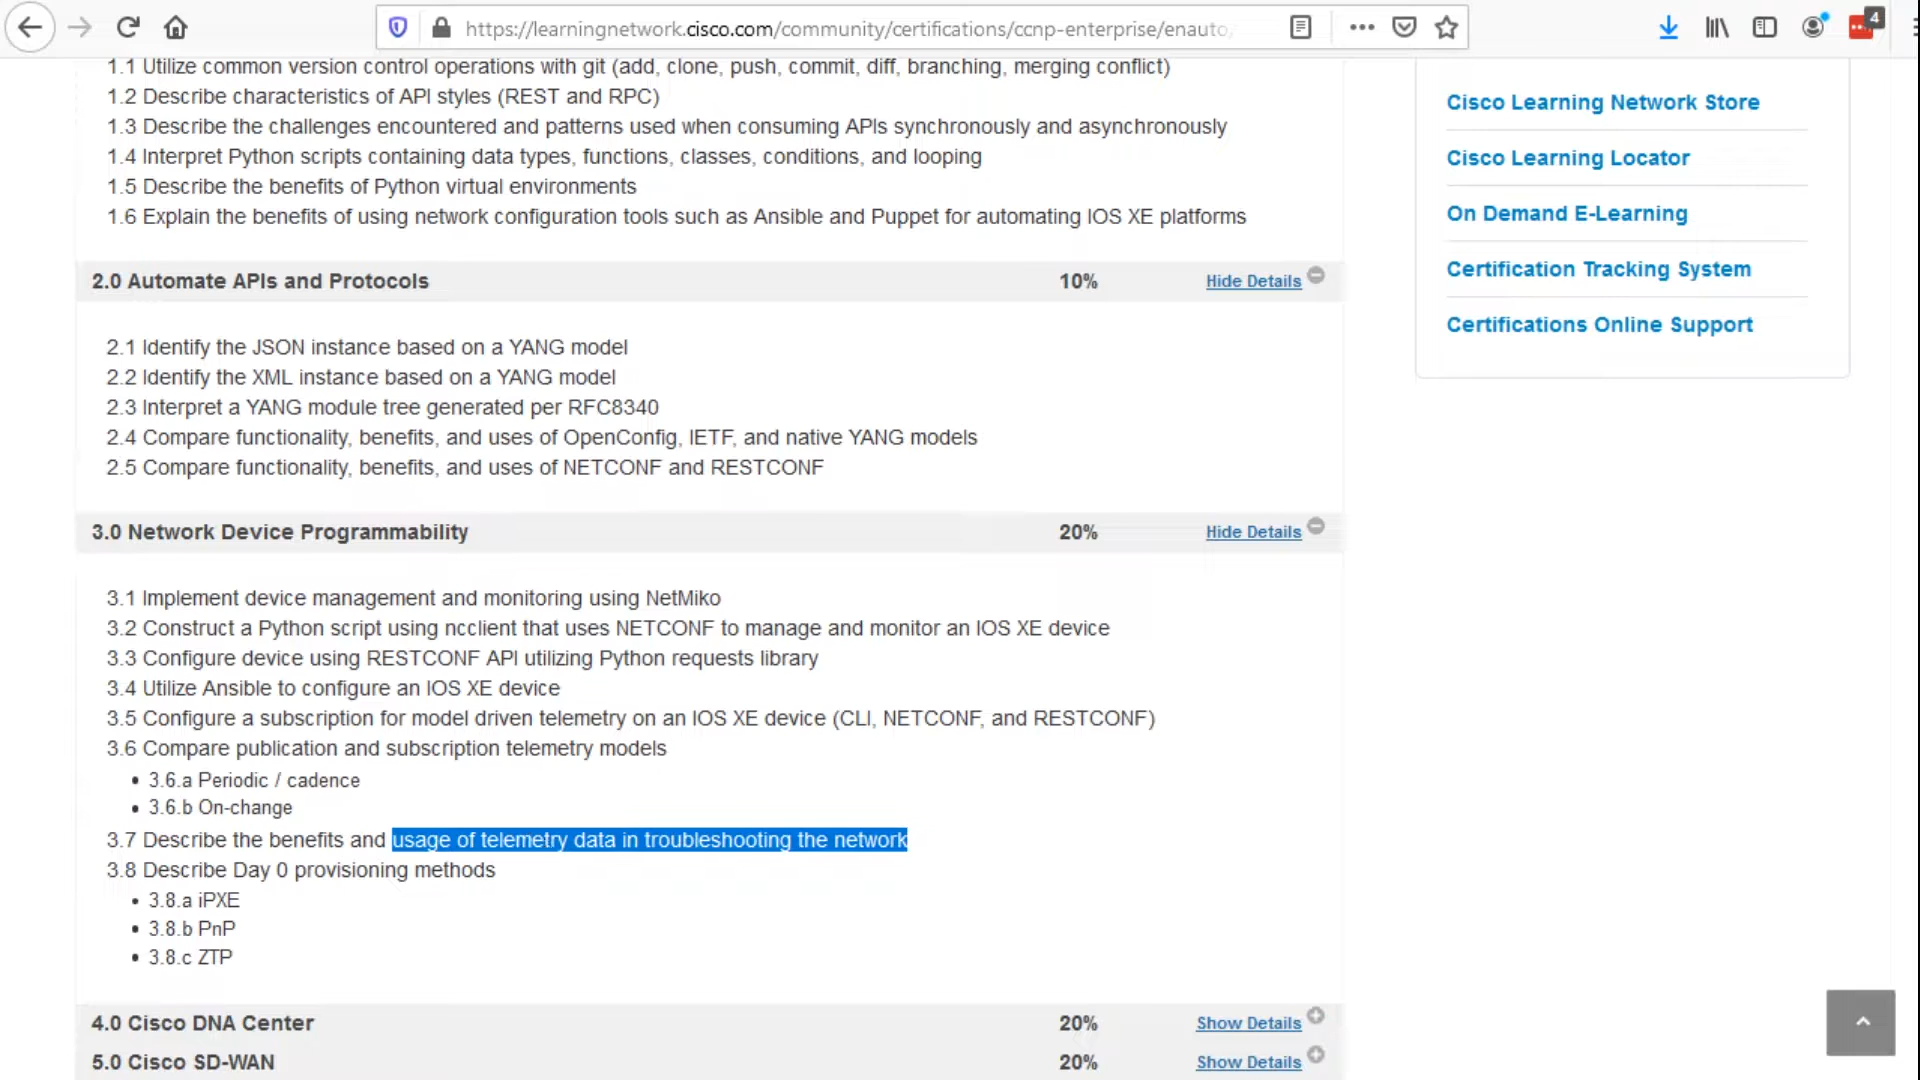 https://learningnetwork.cisco.com/community/certifications/ccnp-enterprise/enauto/
4
1.1 Utilize common version control operations with git (add, clone, push, commit, diff, branching, merging conflict)
1.2 Describe characteristics of API styles (REST and RPC)
1.3 Describe the challenges encountered and patterns used when consuming APIs synchronously and asynchronously
1.4 Interpret Python scripts containing data types, functions, classes, conditions, and looping
1.5 Describe the benefits of Python virtual environments
1.6 Explain the benefits of using network configuration tools such as Ansible and Puppet for automating IOS XE platforms
2.0 Automate APIs and Protocols 10% Hide Details
2.1 Identify the JSON instance based on a YANG model
2.2 Identify the XML instance based on a YANG model
2.3 Interpret a YANG module tree generated per RFC8340
2.4 Compare functionality, benefits, and uses of OpenConfig, IETF, and native YANG models
2.5 Compare functionality, benefits, and uses of NETCONF and RESTCONF
3.0 Network Device Programmability 20% Hide Details
3.1 Implement device management and monitoring using NetMiko
3.2 Construct a Python script using ncclient that uses NETCONF to manage and monitor an IOS XE device
3.3 Configure device using RESTCONF API utilizing Python requests library
3.4 Utilize Ansible to configure an IOS XE device
3.5 Configure a subscription for model driven telemetry on an IOS XE device (CLI, NETCONF, and RESTCONF)
3.6 Compare publication and subscription telemetry models
• 3.6.a Periodic / cadence
• 3.6.b On-change
3.7 Describe the benefits and usage of telemetry data in troubleshooting the network
3.8 Describe Day 0 provisioning methods
• 3.8.a iPXE
• 3.8.b PnP
• 3.8.c ZTP
4.0 Cisco DNA Center 20% Show Details
5.0 Cisco SD-WAN 20% Show Details
Cisco Learning Network Store
Cisco Learning Locator
On Demand E-Learning
Certification Tracking System
Certifications Online Support